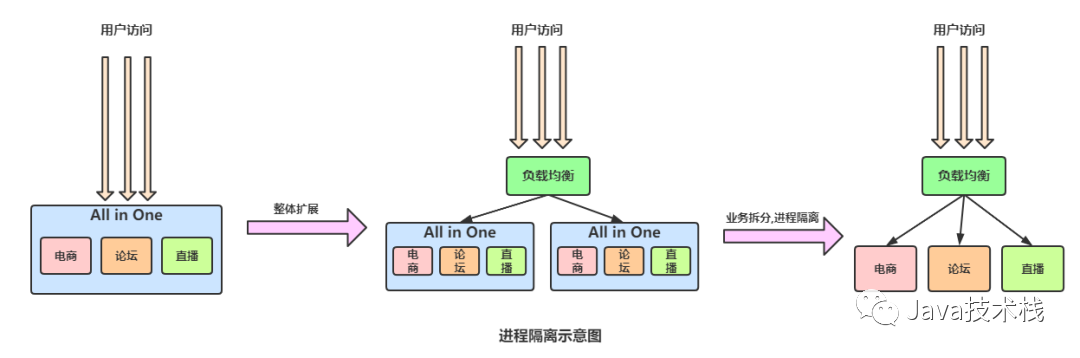 用户访问
用户访问
用户访问
负载均衡
负载均衡
All in One
电商
论坛
直播
整体扩展
All in One
电
商
论
坛
直
播
All in One
电
商
论
坛
直
播
业务拆分,进程隔离
电商
论坛
直播
Java技术栈
进程隔离示意图